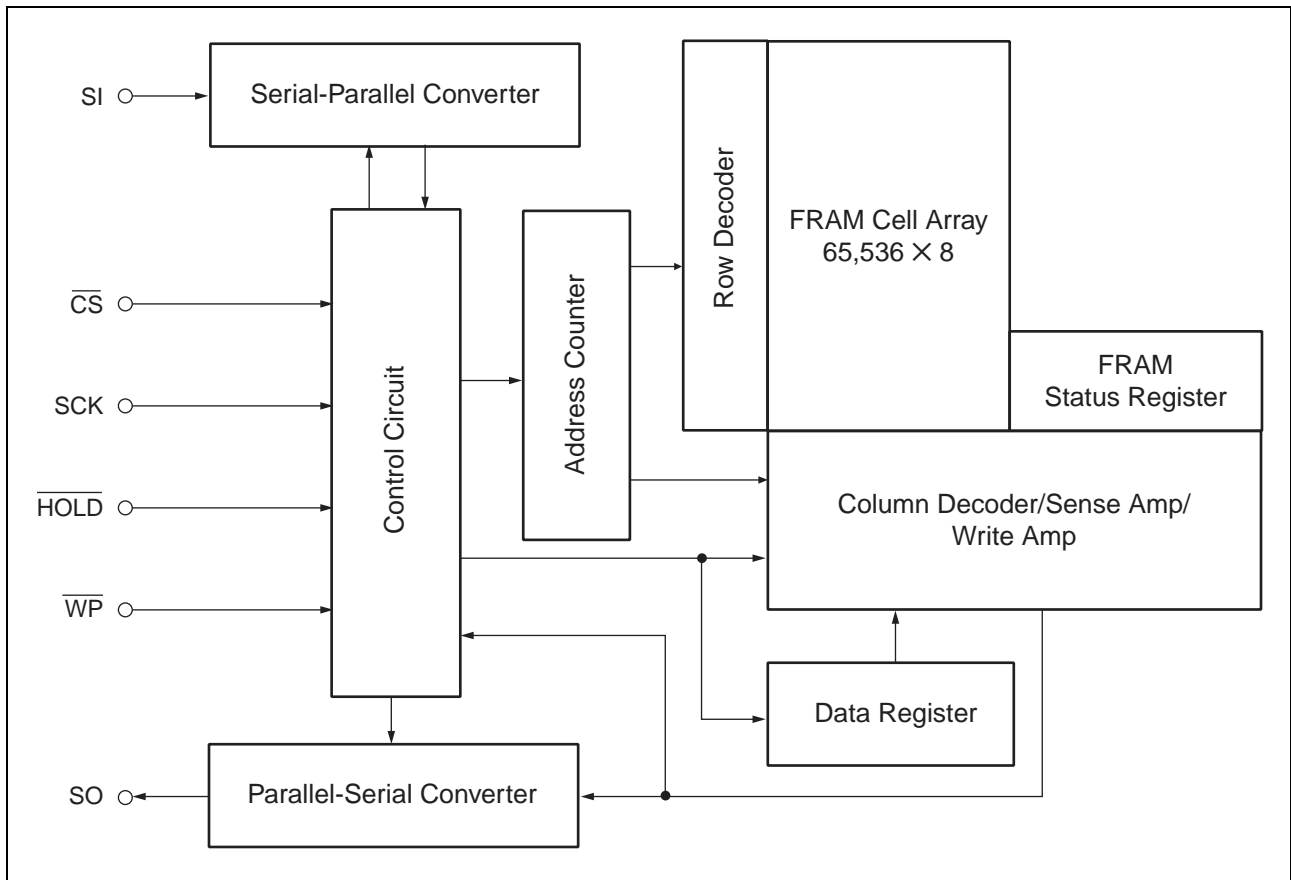 SI
Serial-Parallel Converter
CS
SCK
HOLD
WP
Control Circuit
Address Counter
Row Decoder
FRAM Cell Array
65,536 × 8
FRAM
Status Register
Column Decoder/Sense Amp/
Write Amp
Data Register
SO
Parallel-Serial Converter